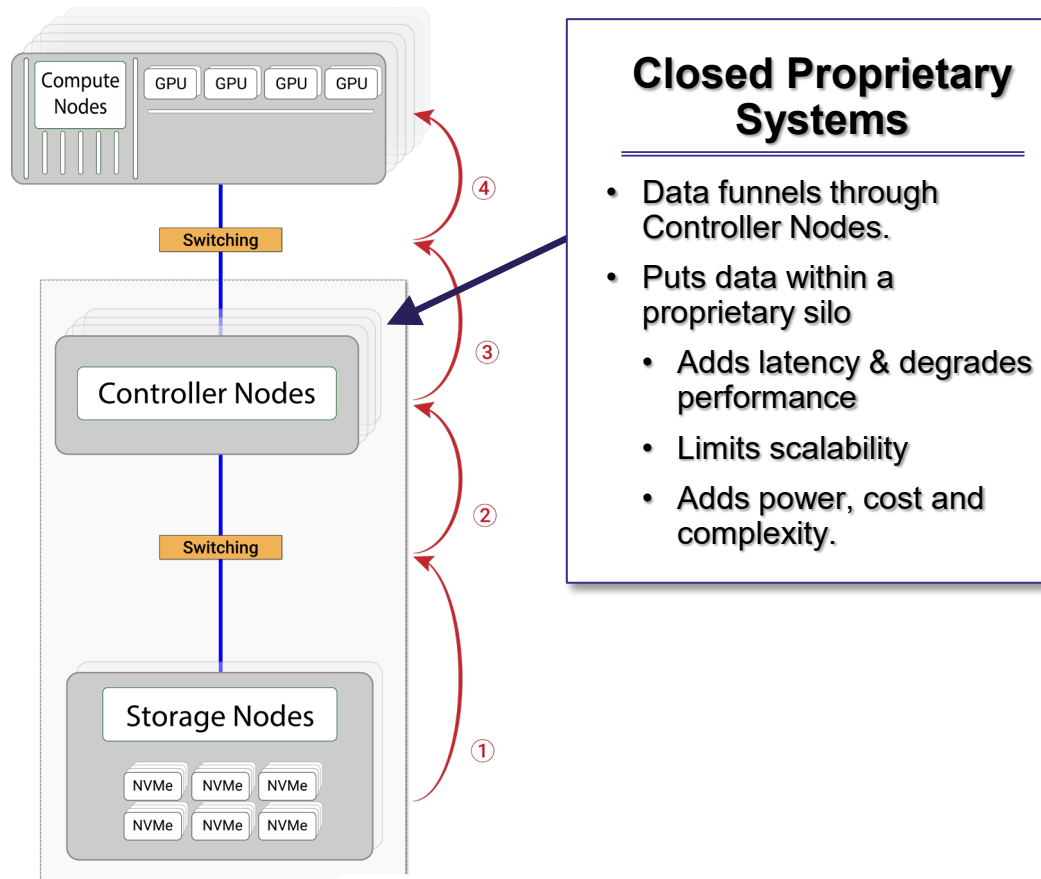 Compute
Nodes
GPU GPU GPU GPU
④
Switching
③
Controller Nodes
②
Switching
Storage Nodes
①
NVMe NVMe NVMe
NVMe NVMe NVMe
Closed Proprietary
Systems
• Data funnels through
Controller Nodes.
• Puts data within a
proprietary silo
• Adds latency & degrades
performance
• Limits scalability
• Adds power, cost and
complexity.